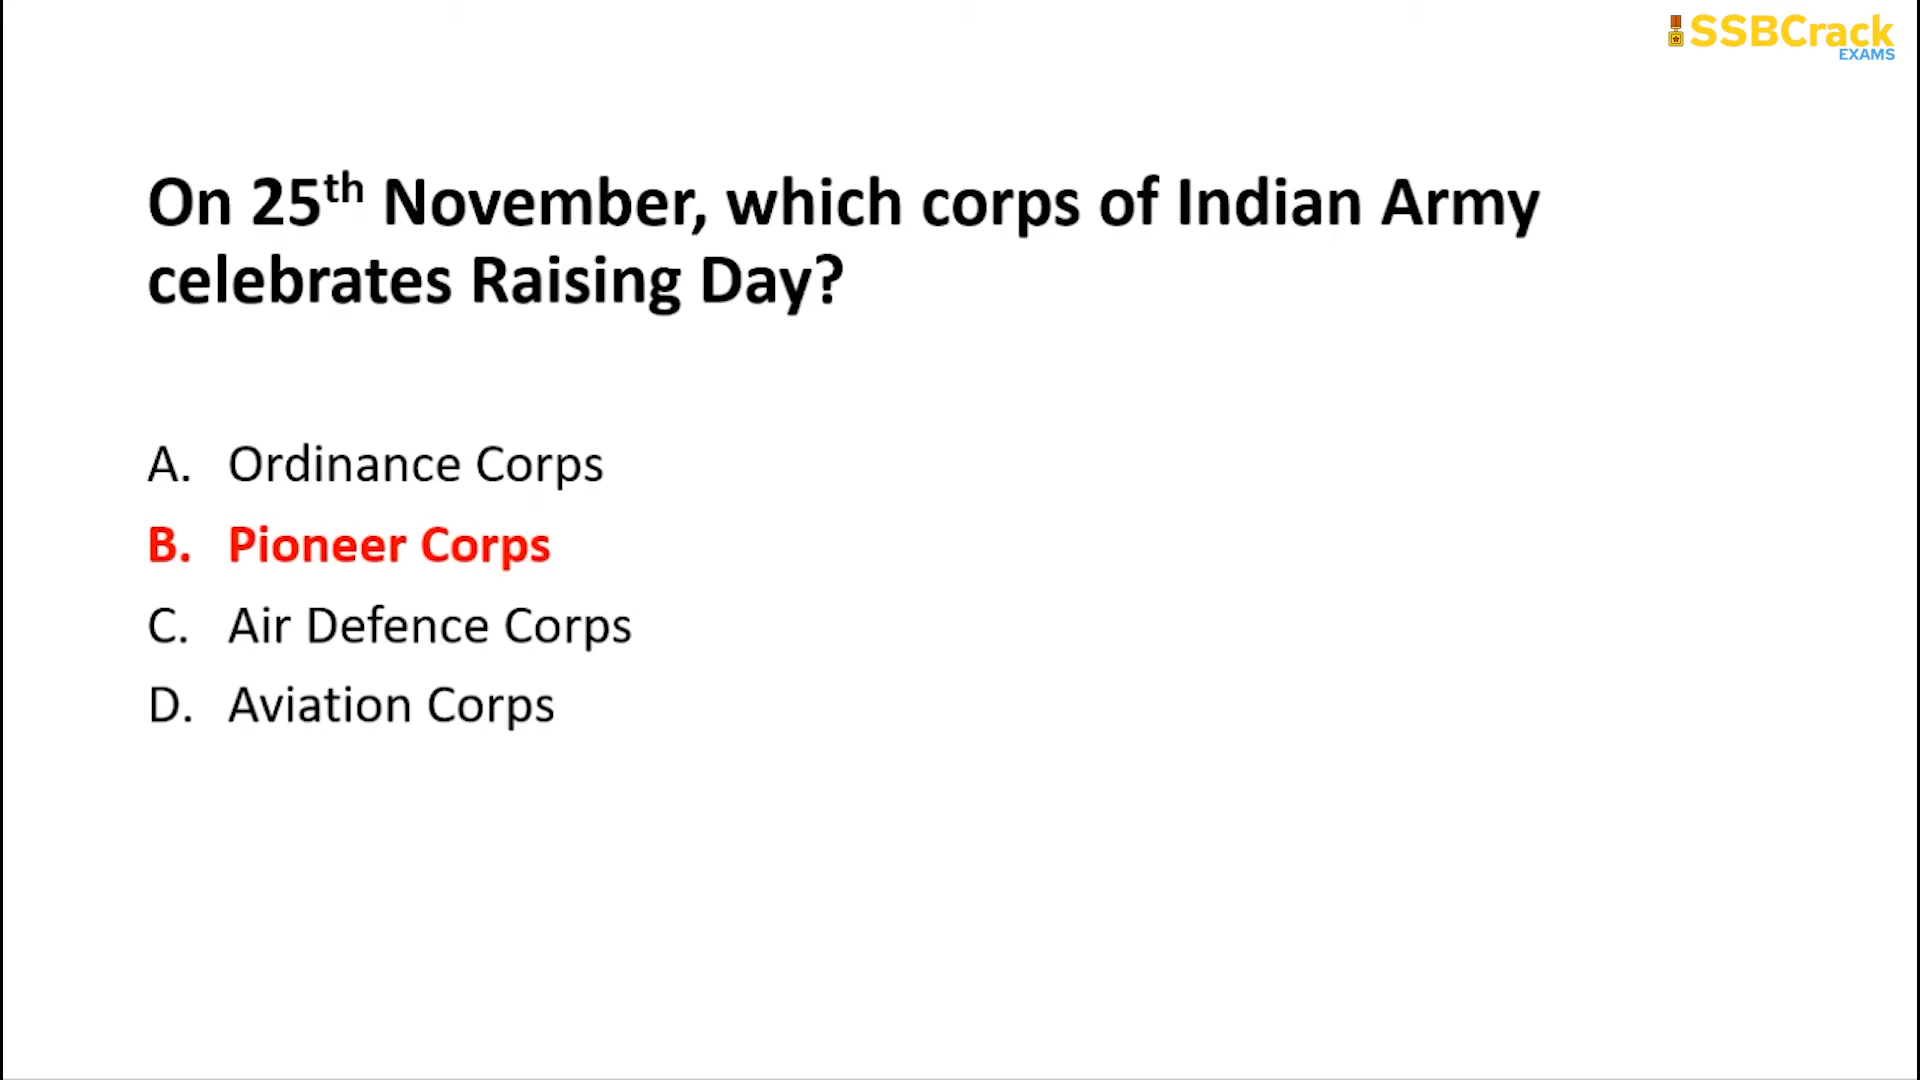 SSBCrack
EXAMS
On 25th November, which corps of Indian Army
celebrates Raising Day?
A. Ordinance Corps
B. Pioneer Corps
C. Air Defence Corps
D. Aviation Corps